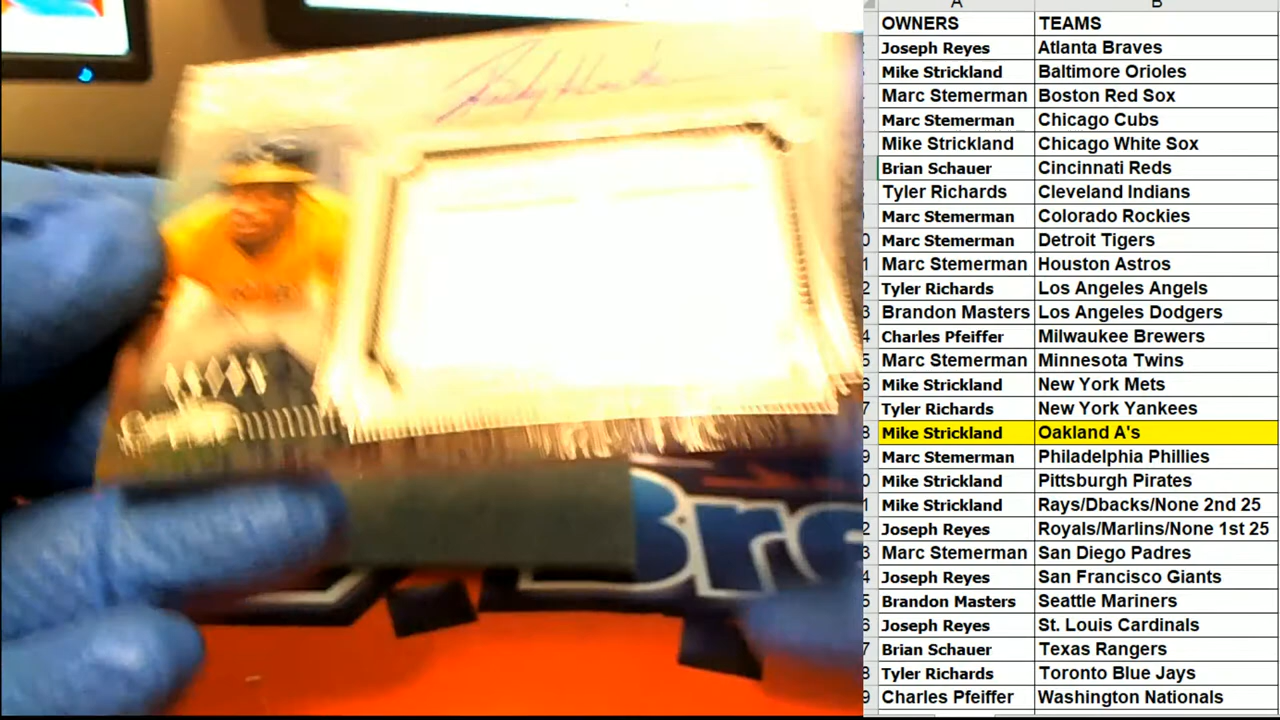 Bre
OWNERS TEAMS
Joseph Reyes Atlanta Braves
Mike Strickland Baltimore Orioles
Marc Stemerman Boston Red Sox
Marc Stemerman Chicago Cubs
Mike Strickland Chicago White Sox
Brian Schauer Cincinnati Reds
Tyler Richards Cleveland Indians
Marc Stemerman Colorado Rockies
Marc Stemerman Detroit Tigers
Marc Stemerman Houston Astros
Tyler Richards Los Angeles Angels
Brandon Masters Los Angeles Dodgers
Charles Pfeiffer Milwaukee Brewers
Marc Stemerman Minnesota Twins
Mike Strickland New York Mets
Tyler Richards New York Yankees
Mike Strickland Oakland A's
Marc Stemerman Philadelphia Phillies
Mike Strickland Pittsburgh Pirates
Mike Strickland Rays/Dbacks/None 2nd 25
Joseph Reyes Royals/Marlins/None 1st 25
Marc Stemerman San Diego Padres
Joseph Reyes San Francisco Giants
Brandon Masters Seattle Mariners
Joseph Reyes St. Louis Cardinals
Brian Schauer Texas Rangers
Tyler Richards Toronto Blue Jays
Charles Pfeiffer Washington Nationals